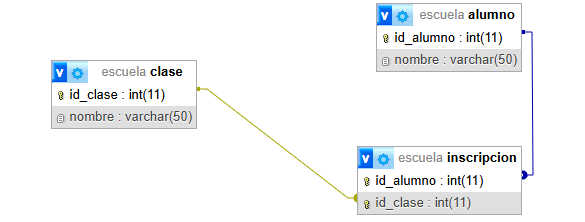 escuela alumno
id_alumno : int(11)
nombre : varchar(50)
escuela clase
id_clase : int(11)
nombre : varchar(50)
escuela inscripcion
id_alumno : int(11)
id_clase : int(11)